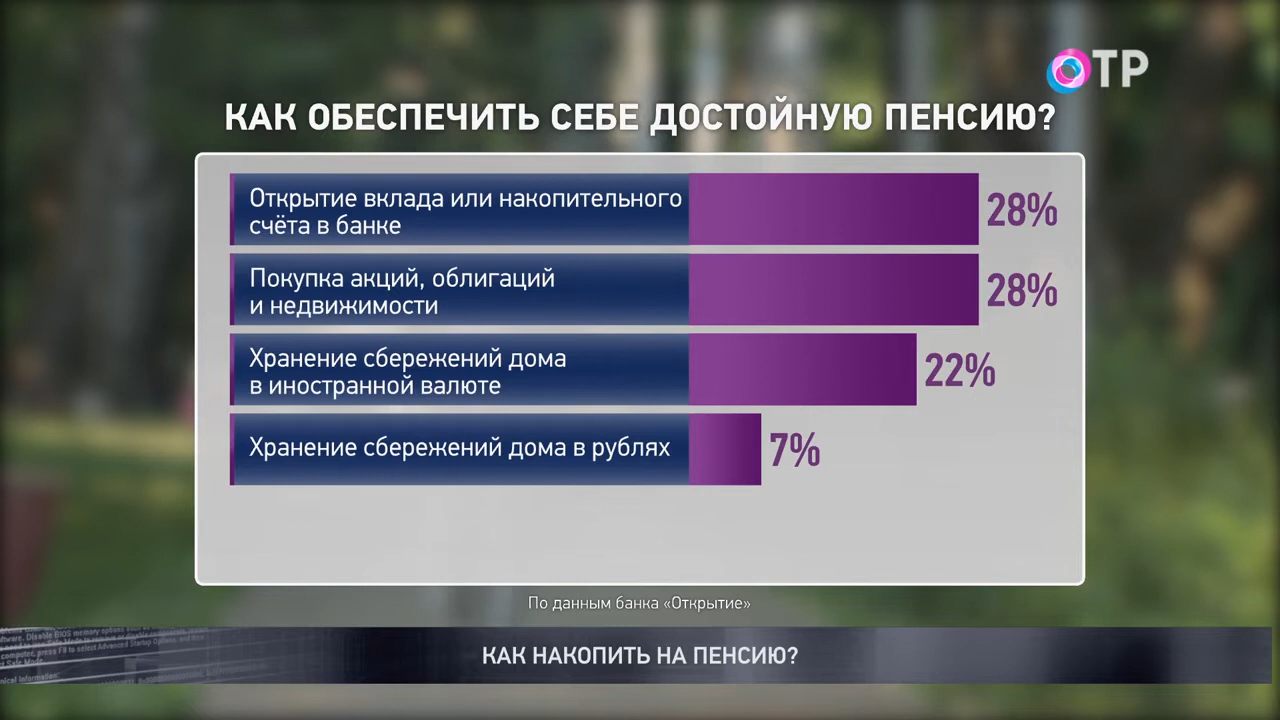 ОТР
КАК ОБЕСПЕЧИТЬ СЕБЕ ДОСТОЙНУЮ ПЕНСИЮ?
Открытие вклада или накопительного
счёта в банке
28%
Покупка акций, облигаций
и недвижимости
28%
Хранение сбережений дома
в иностранной валюте
22%
Хранение сбережений дома в рублях
7%
По данным банка «Открытие»
КАК НАКОПИТЬ НА ПЕНСИЮ?